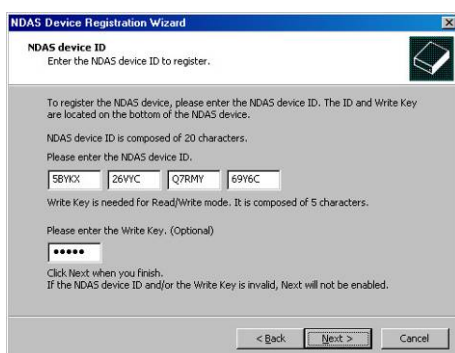 NDAS Device Registration Wizard
NDAS device ID
Enter the NDAS device ID to register.
To register the NDAS device, please enter the NDAS device ID. The ID and Write Key
are located on the bottom of the NDAS device.
NDAS device ID is composed of 20 characters.
Please enter the NDAS device ID.
5BYKX 26VYC Q7RMY 69Y6C
Write Key is needed for Read/Write mode. It is composed of 5 characters.
Please enter the Write Key. (Optional)
•••••
Click Next when you finish.
If the NDAS device ID and/or the Write Key is invalid, Next will not be enabled.
< Back Next > Cancel